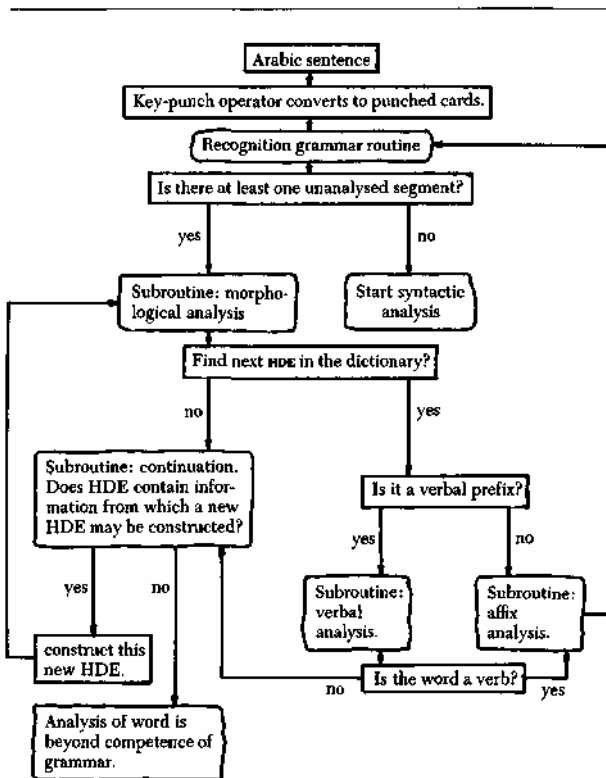 Arabic sentence
Key-punch operator converts to punched cards.
Recognition grammar routine
Is there at least one unanalysed segment?
yes
no
Subroutine: morpho-
logical analysis
Start syntactic
analysis
Find next HDE in the dictionary?
no
yes
Subroutine: continuation.
Does HDE contain infor-
mation from which a new
HDE may be constructed?
Is it a verbal prefix?
yes
no
yes
no
Subroutine:
verbal
analysis.
Subroutine:
affix
analysis.
construct this
new HDE.
Is the word a verb?
no
yes
Analysis of word is
beyond competence of
grammar.